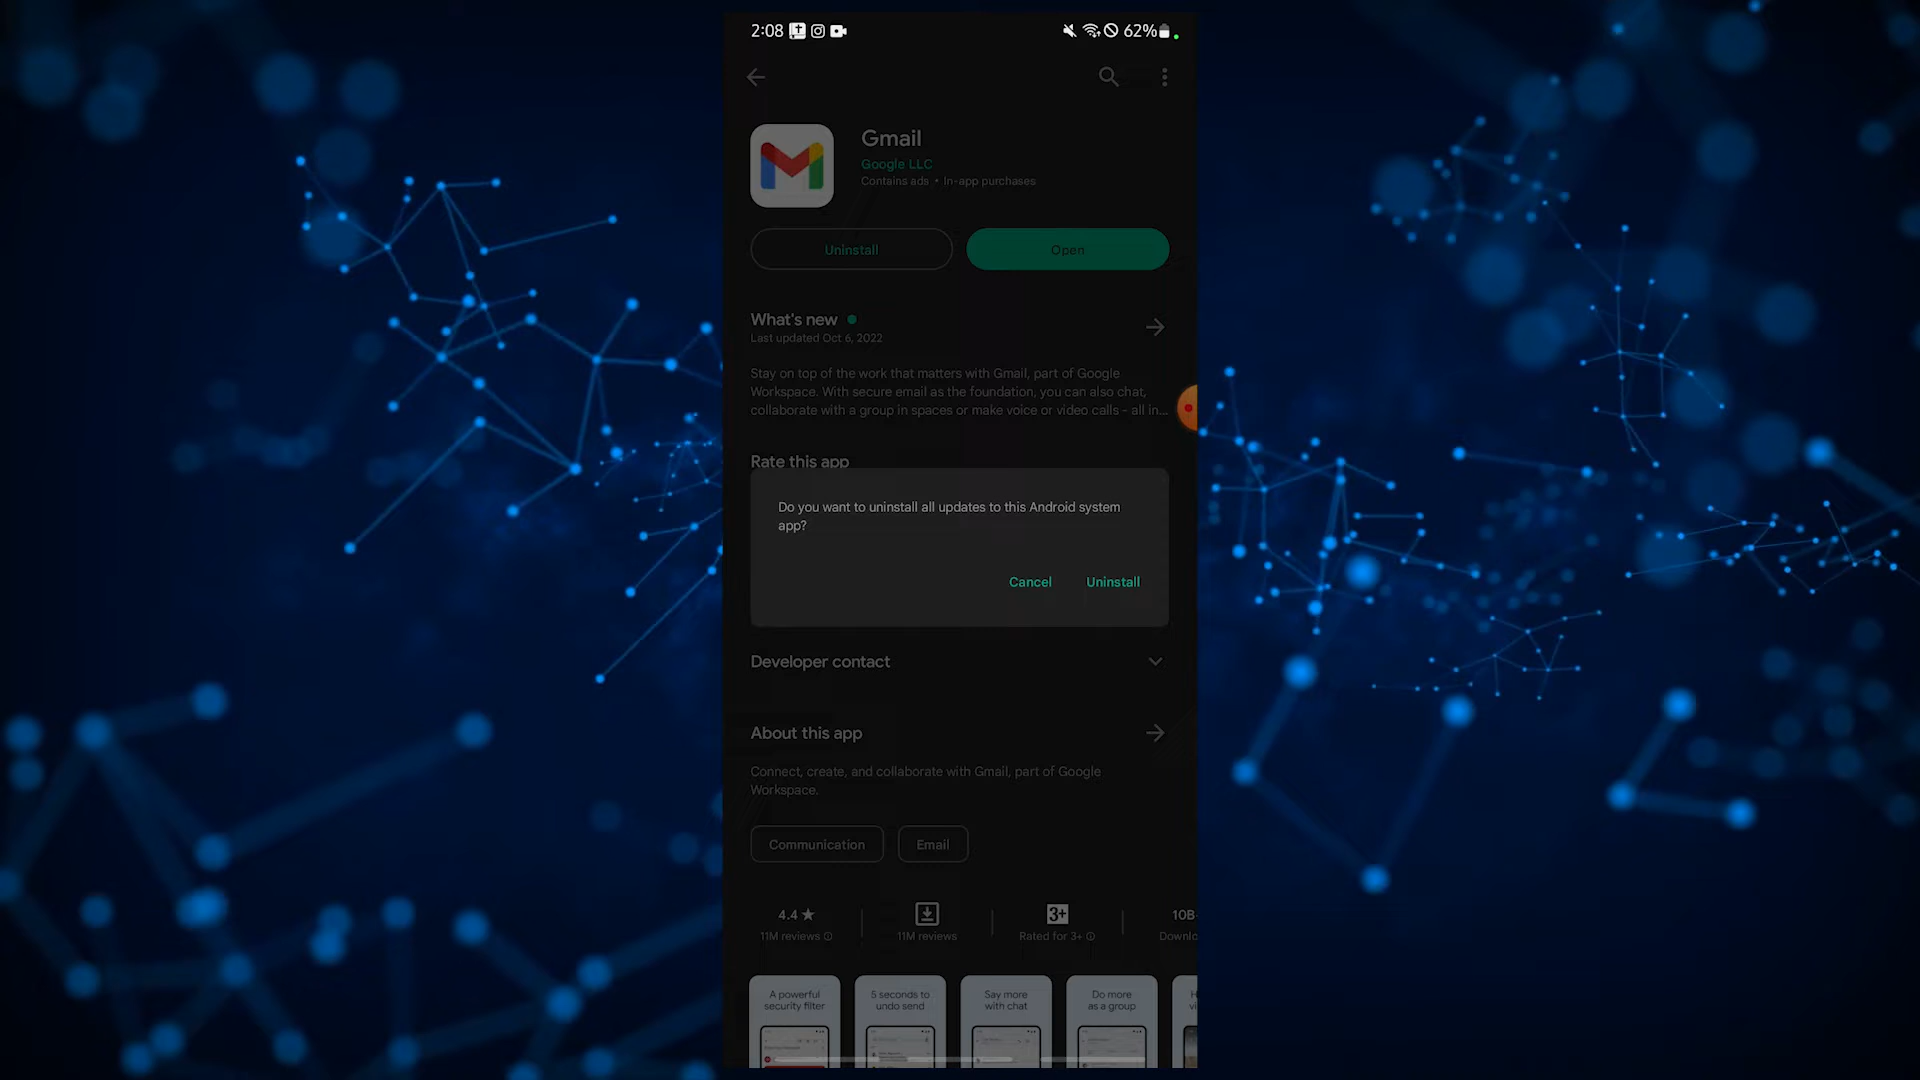 2:08
62%
Gmail
Google LLC
Contains ads • In-app purchases
Uninstall
Open
What's new
Last updated Oct 6, 2022
Stay on top of the work that matters with Gmail, part of Google
Workspace. With secure email as the foundation, you can also chat,
collaborate with a group in spaces or make voice or video calls - all in...
Rate this app
Do you want to uninstall all updates to this Android system
app?
Cancel
Uninstall
Developer contact
About this app
Connect, create, and collaborate with Gmail, part of Google
Workspace.
Communication
Email
4.4 ★
11M reviews
11M reviews
3+
Rated for 3+
10B
Downlo
A powerful
security filter
5 seconds to
undo send
Say more
with chat
Do more
as a group